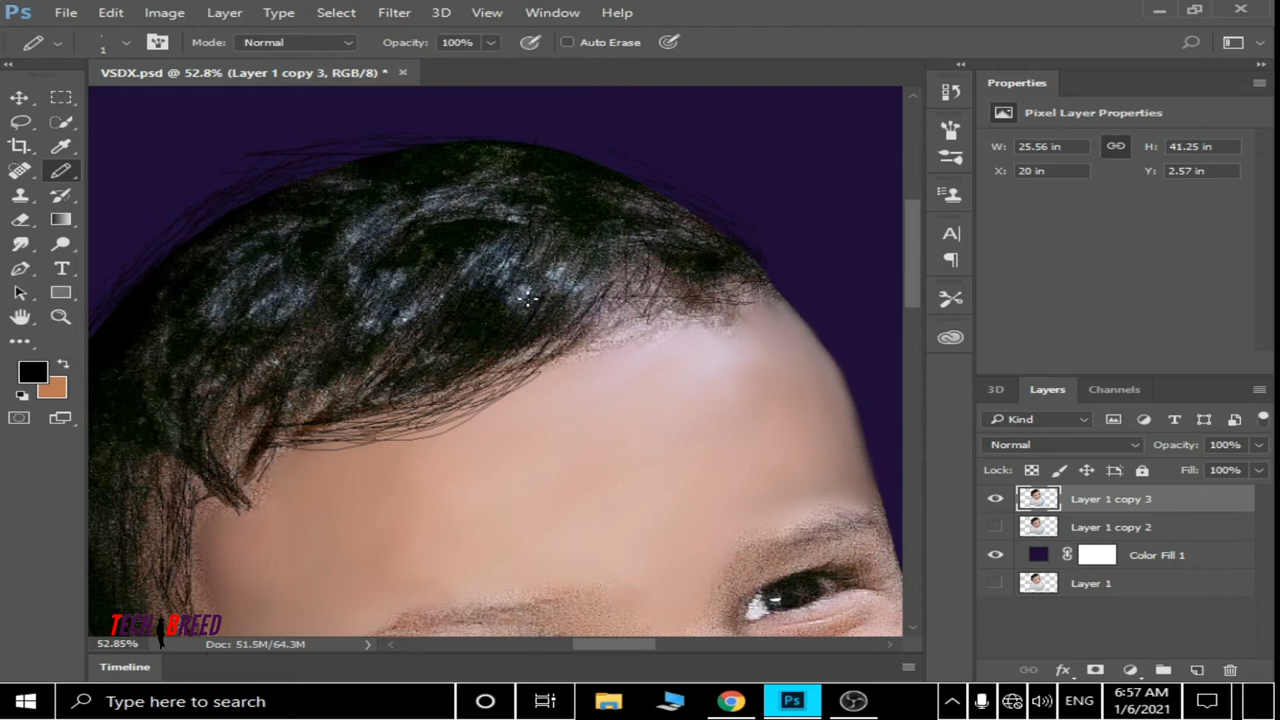 Ps File Edit Image Layer Type Select Filter 3D View Window Help
1 Mode: Normal Opacity: 100% Auto Erase
VSDX.psd @ 52.8% (Layer 1 copy 3, RGB/8) * ×
Properties
Pixel Layer Properties
W: 25.56 in H: 41.25 in
X: 20 in Y: 2.57 in
3D Layers Channels
Kind
Normal Opacity: 100%
Lock: Fill: 100%
Layer 1 copy 3
Layer 1 copy 2
Color Fill 1
Layer 1
TECH BREED
52.85% Doc: 51.5M/64.3M
Timeline
Type here to search
Ps
ENG
6:57 AM
1/6/2021